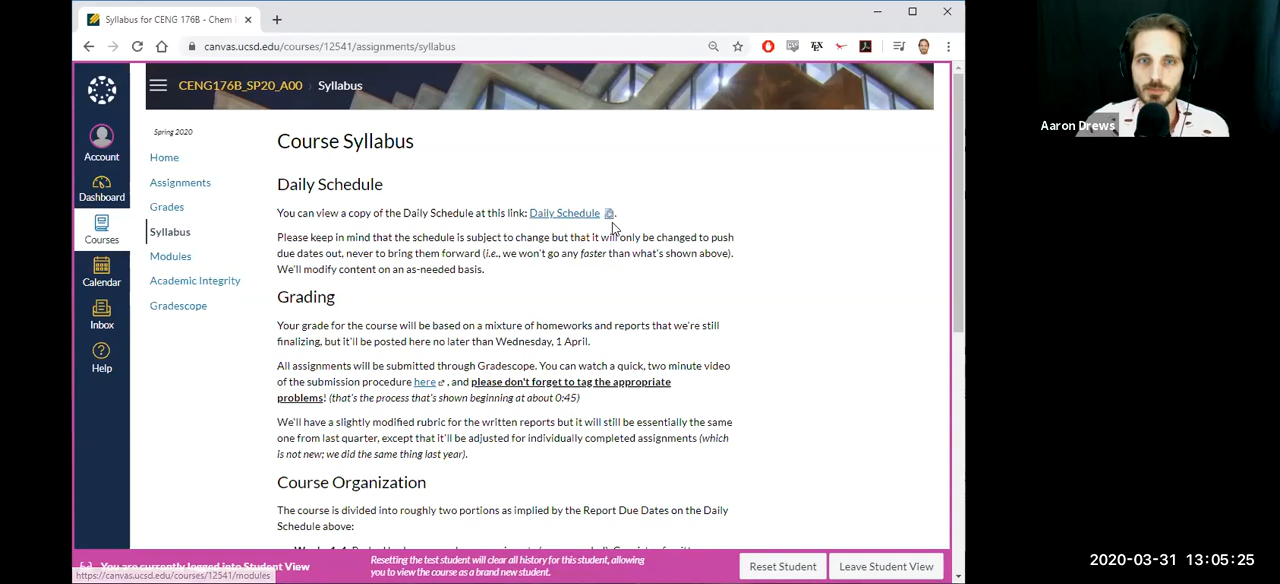 Syllabus for CENG 176B - Chem
canvas.ucsd.edu/courses/12541/assignments/syllabus
CENG176B_SP20_A00 › Syllabus
Account
Dashboard
Courses
Calendar
Inbox
Help
Spring 2020
Home
Assignments
Grades
Syllabus
Modules
Academic Integrity
Gradescope
Course Syllabus
Daily Schedule
You can view a copy of the Daily Schedule at this link: Daily Schedule .
Please keep in mind that the schedule is subject to change but that it will only be changed to push
due dates out, never to bring them forward (i.e., we won't go any faster than what's shown above).
We'll modify content on an as-needed basis.
Grading
Your grade for the course will be based on a mixture of homeworks and reports that we're still
finalizing, but it'll be posted here no later than Wednesday, 1 April.
All assignments will be submitted through Gradescope. You can watch a quick, two minute video
of the submission procedure here , and please don't forget to tag the appropriate
problems! (that's the process that's shown beginning at about 0:45)
We'll have a slightly modified rubric for the written reports but it will still be essentially the same
one from last quarter, except that it'll be adjusted for individually completed assignments (which
is not new; we did the same thing last year).
Course Organization
The course is divided into roughly two portions as implied by the Report Due Dates on the Daily
Schedule above:
You are currently logged into Student View
Resetting the test student will clear all history for this student, allowing
you to view the course as a brand new student.
Reset Student
Leave Student View
https://canvas.ucsd.edu/courses/12541/modules
Aaron Drews
2020-03-31 13:05:25